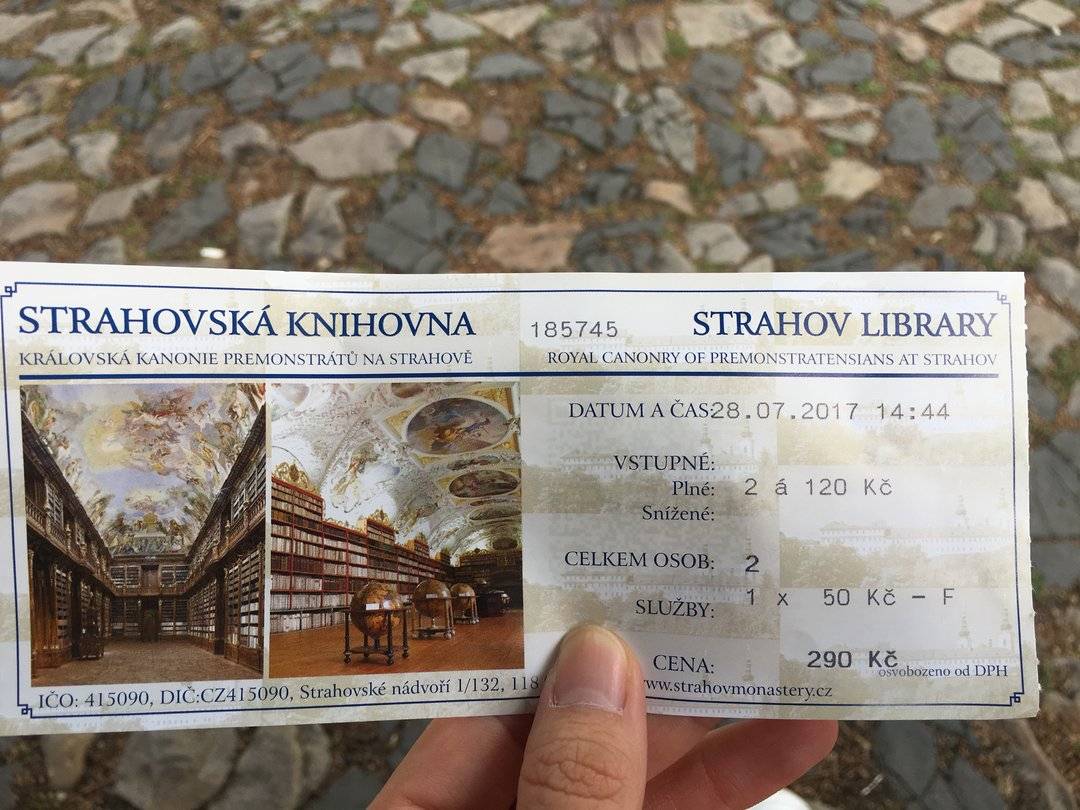 STRAHOVSKÁ KNIHOVNA
KRÁLOVSKÁ KANONIE PREMONSTRÁTŮ NA STRAHOVĚ
185745
STRAHOV LIBRARY
ROYAL CANONRY OF PREMONSTRATENSIANS AT STRAHOV
DATUM A ČAS:28.07.2017 14:44
VSTUPNÉ:
Plné: 2 á 120 Kč
Snížené:
CELKEM OSOB: 2
SLUŽBY: 1 x 50 Kč – F
CENA: 290 Kč
osvobozeno od DPH
IČO: 415090, DIČ:CZ415090, Strahovské nádvoří 1/132, 118
www.strahovmonastery.cz